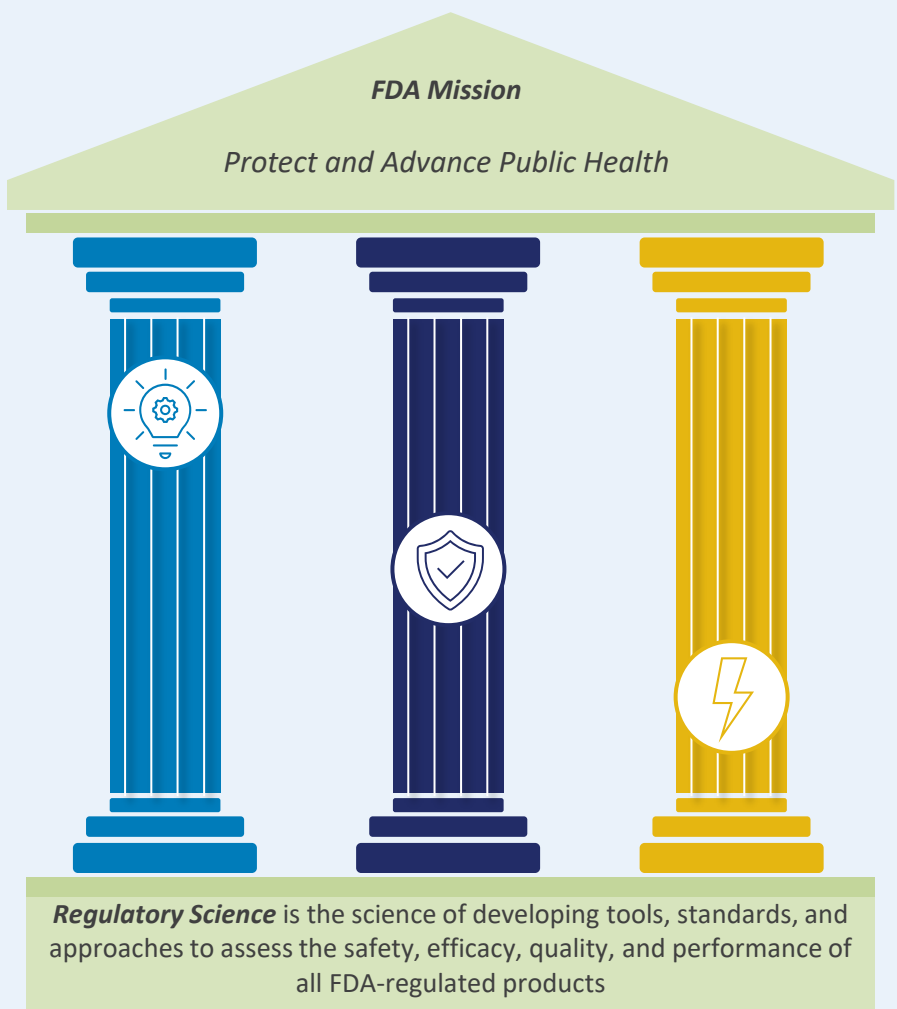 FDA Mission
Protect and Advance Public Health
Regulatory Science is the science of developing tools, standards, and
approaches to assess the safety, efficacy, quality, and performance of
all FDA-regulated products